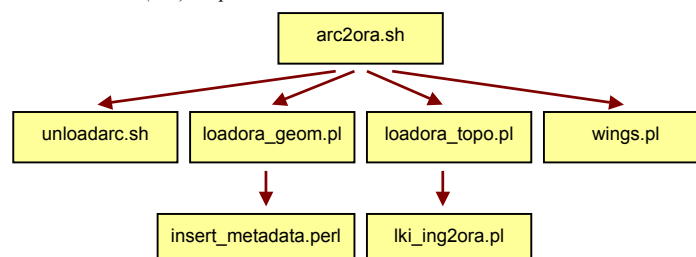 arc2ora.sh
unloadarc.sh
loadora_geom.pl
loadora_topo.pl
wings.pl
insert_metadata.perl
lki_ing2ora.pl